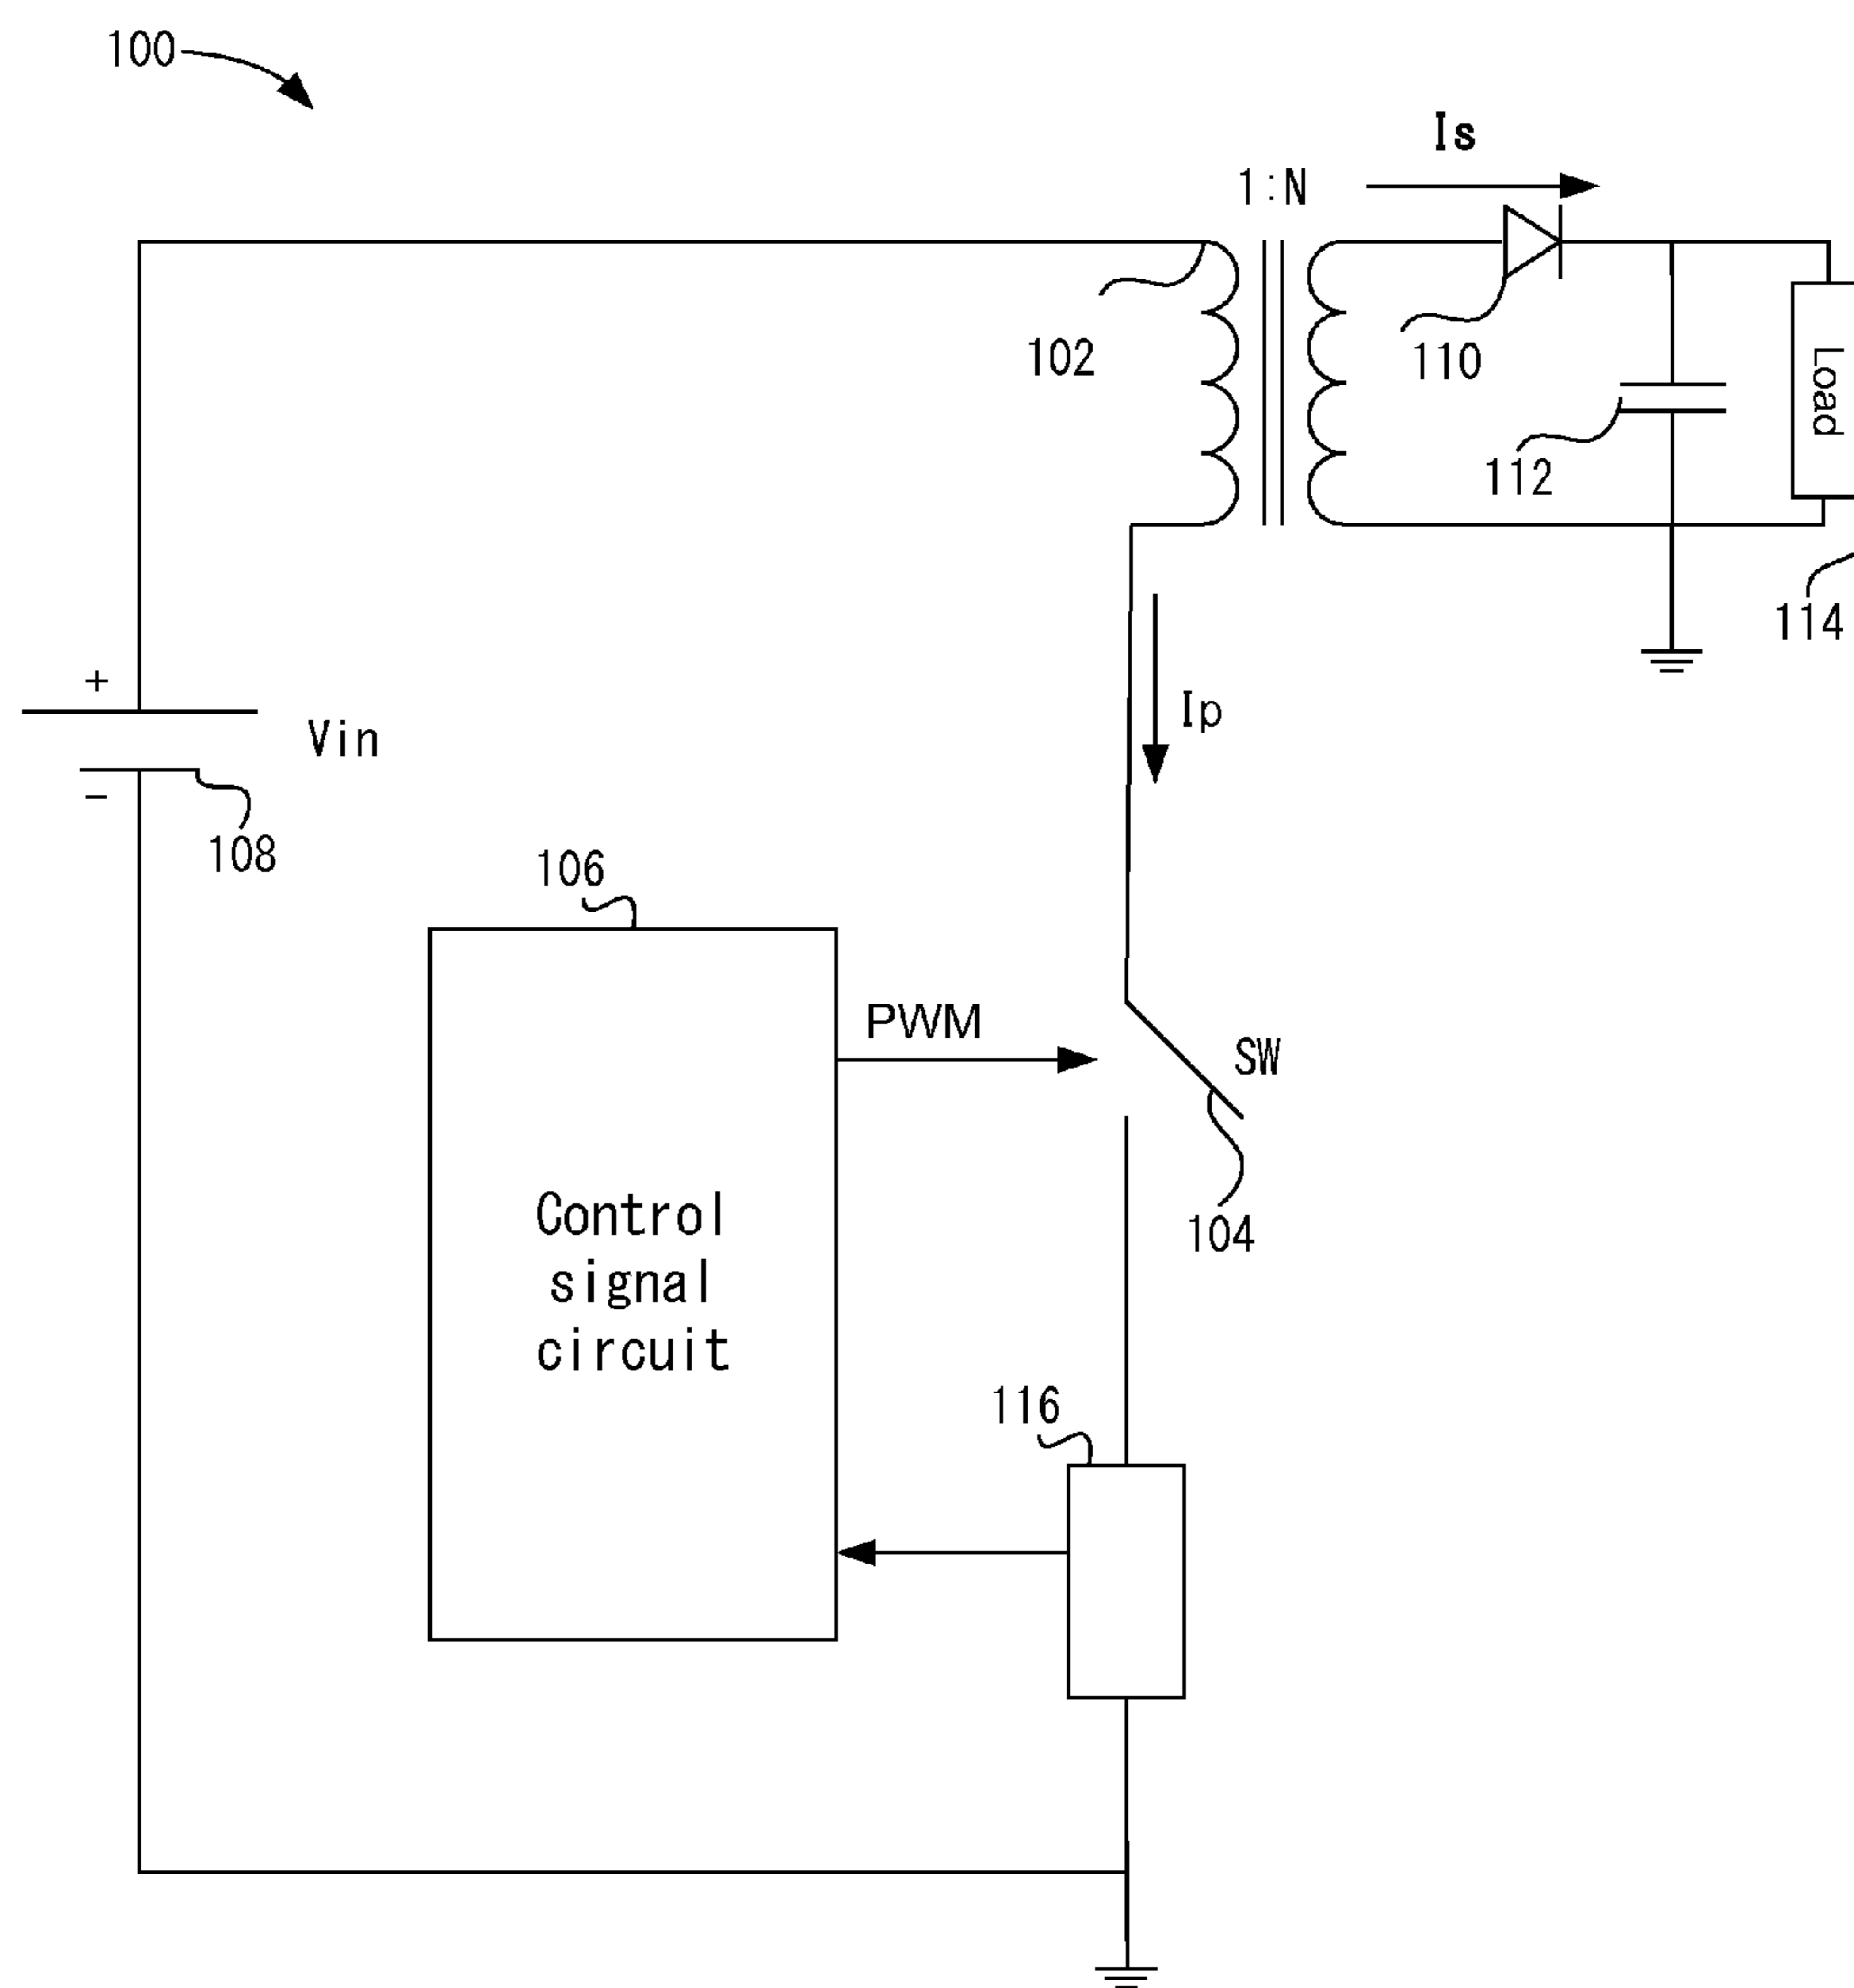 100
Is
1:N
102
110
Load
112
114
+
Vin
Ip
-
108
106
PWM
SW
Control
signal
circuit
104
116